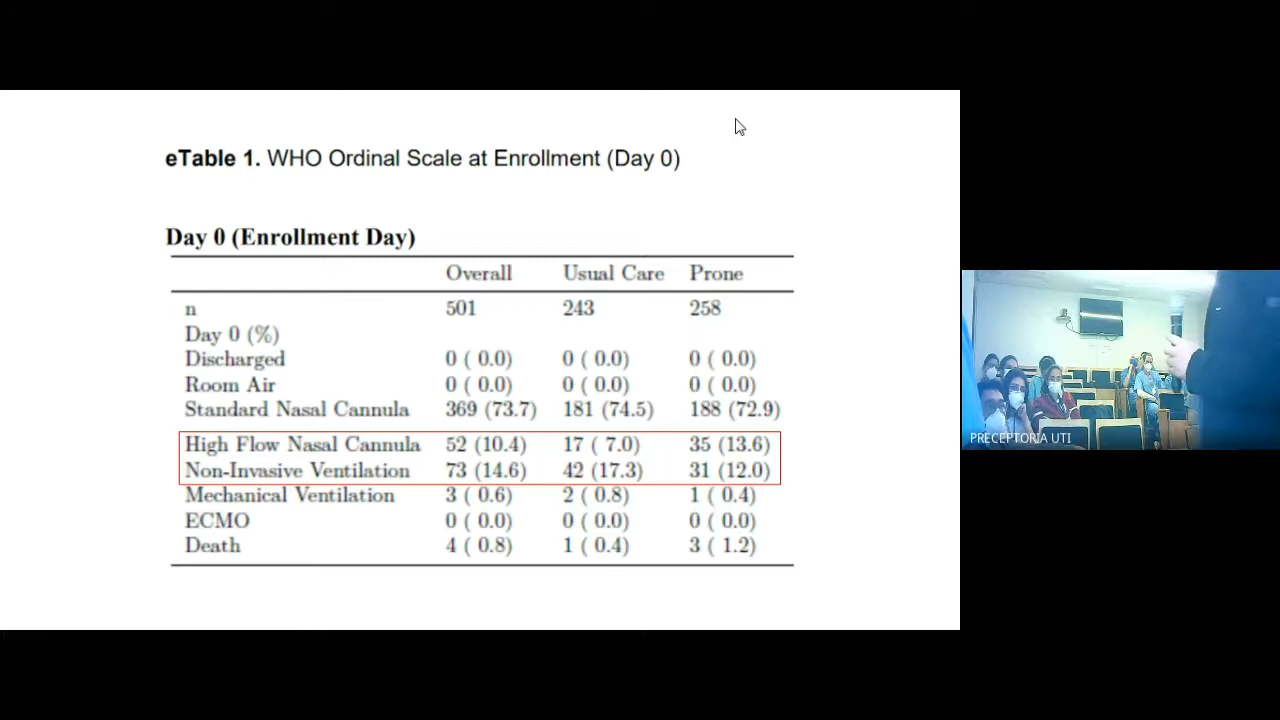 eTable 1. WHO Ordinal Scale at Enrollment (Day 0)
Day 0 (Enrollment Day)
Overall Usual Care Prone
n 501 243 258
Day 0 (%)
Discharged 0 ( 0.0) 0 ( 0.0) 0 ( 0.0)
Room Air 0 ( 0.0) 0 ( 0.0) 0 ( 0.0)
Standard Nasal Cannula 369 (73.7) 181 (74.5) 188 (72.9)
High Flow Nasal Cannula 52 (10.4) 17 ( 7.0) 35 (13.6)
Non-Invasive Ventilation 73 (14.6) 42 (17.3) 31 (12.0)
Mechanical Ventilation 3 ( 0.6) 2 ( 0.8) 1 ( 0.4)
ECMO 0 ( 0.0) 0 ( 0.0) 0 ( 0.0)
Death 4 ( 0.8) 1 ( 0.4) 3 ( 1.2)
PRECEPTORIA UTI